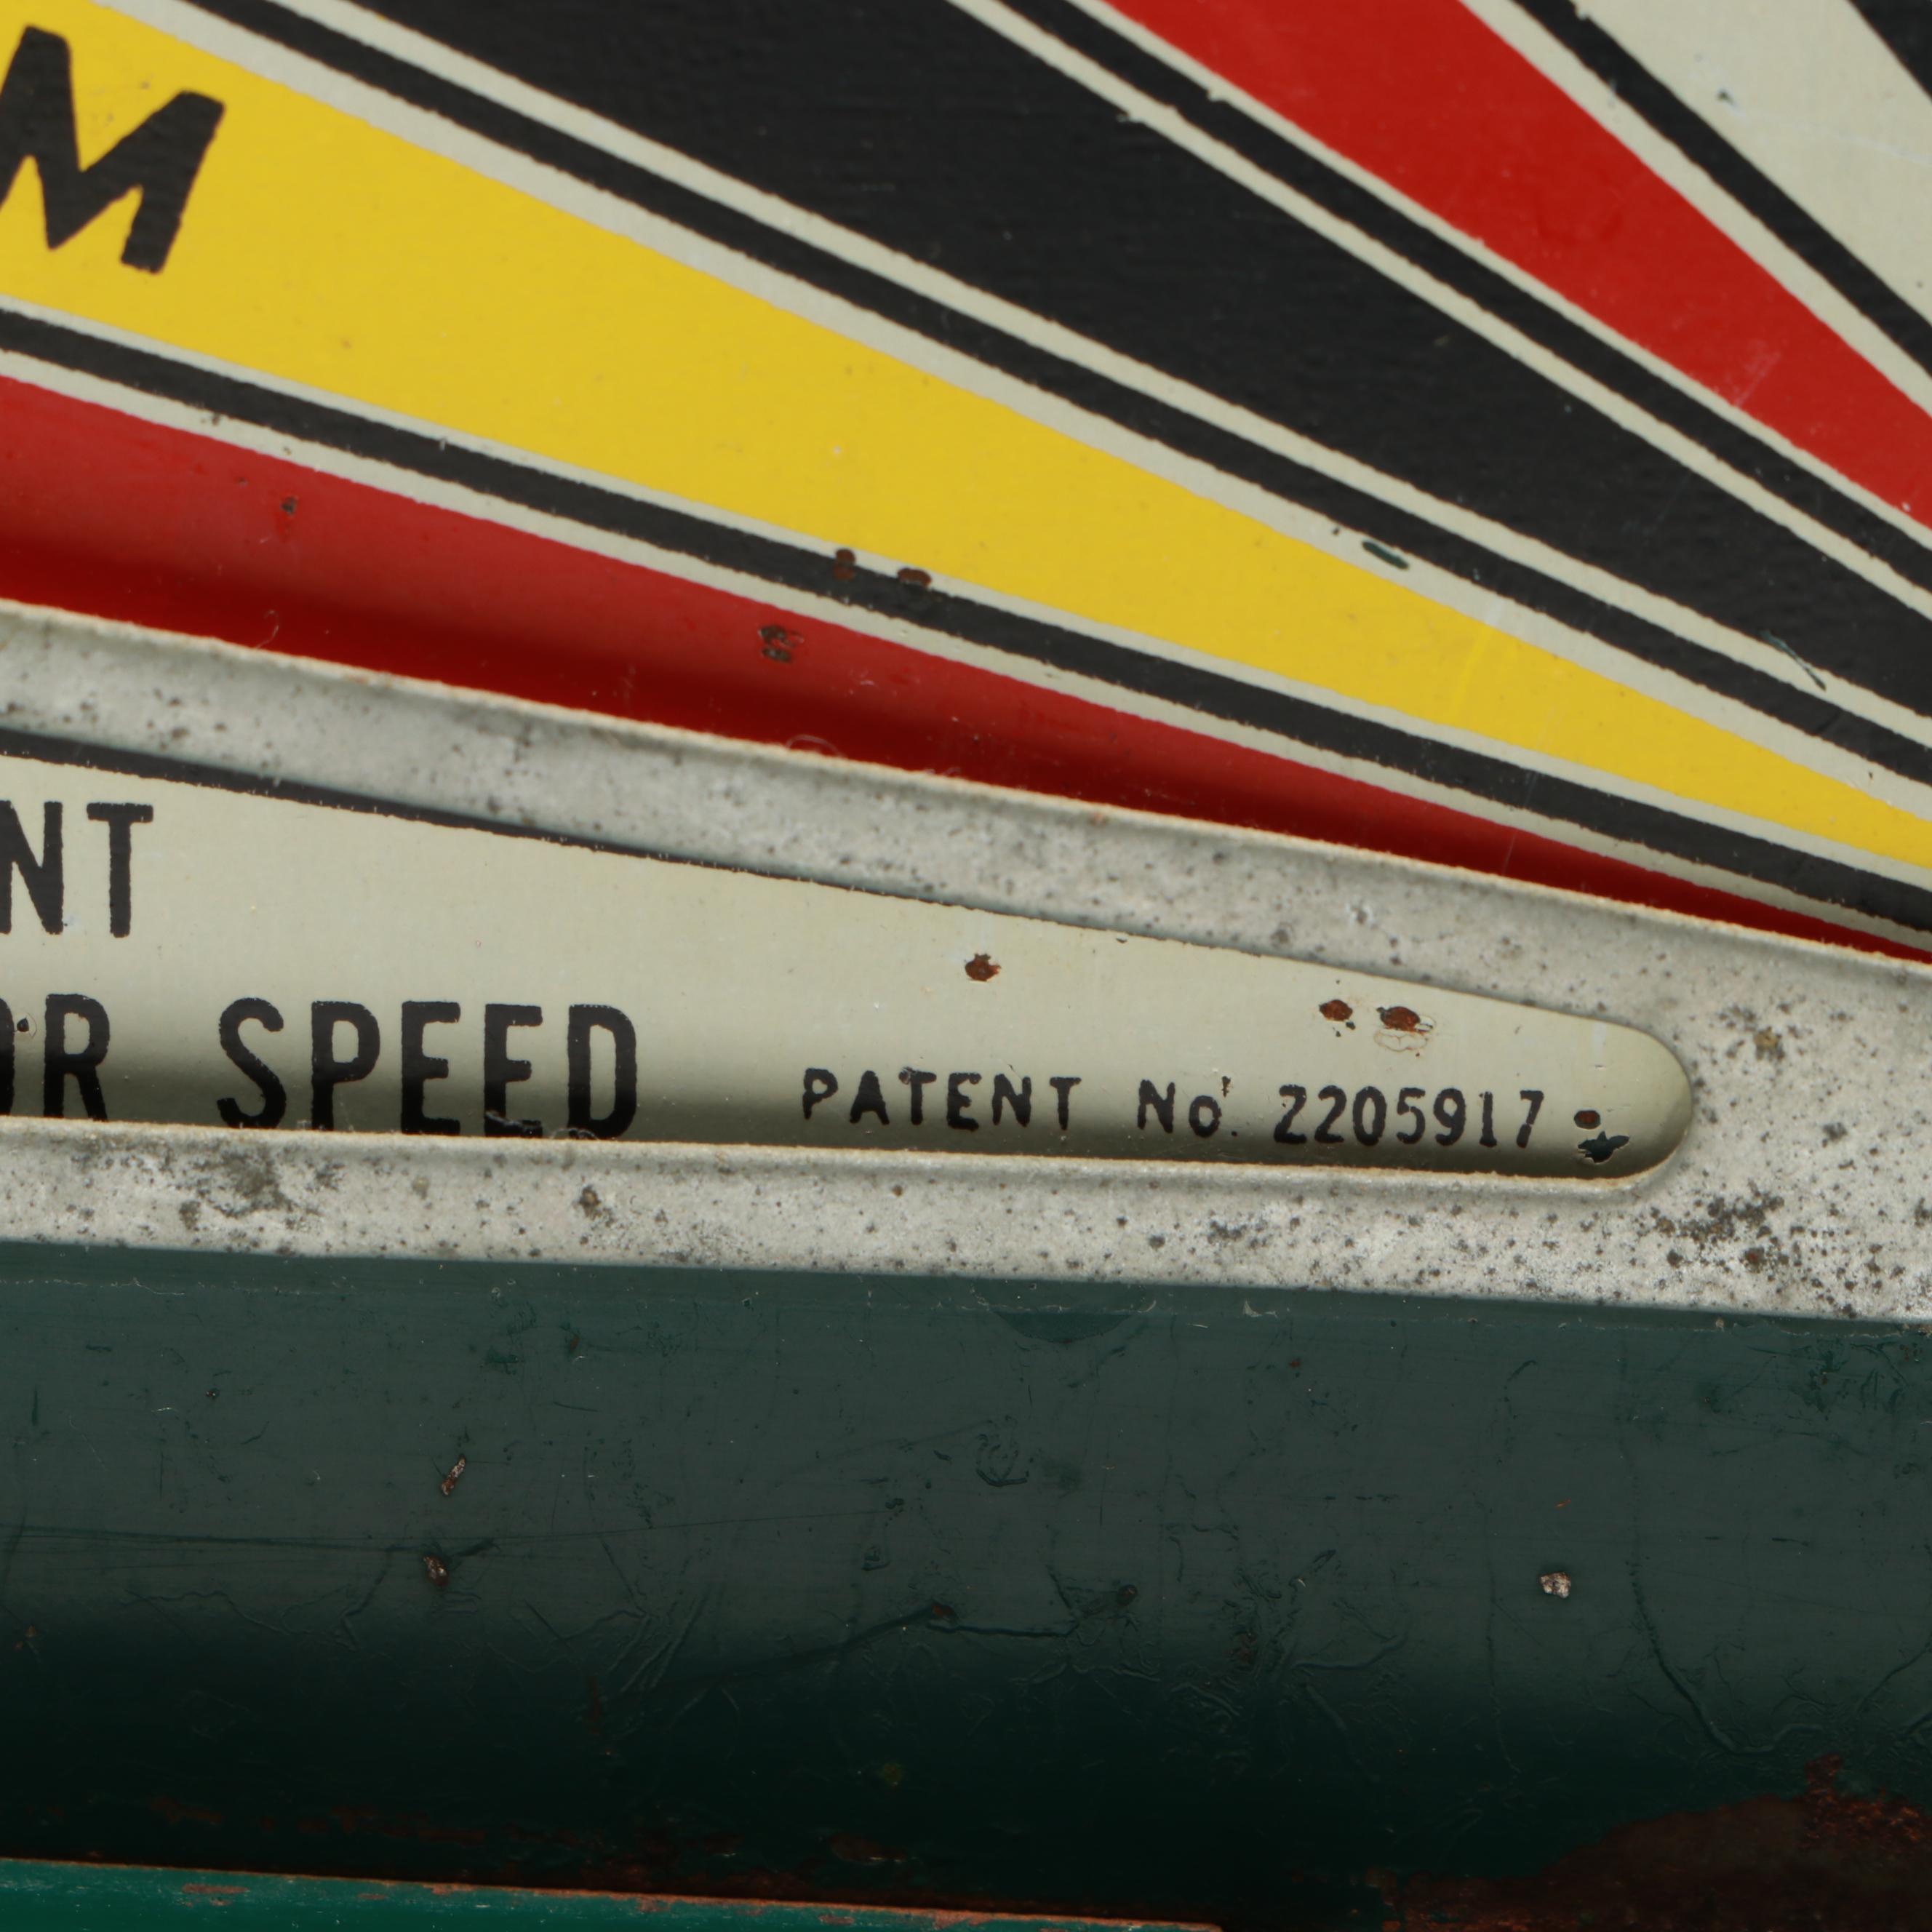 M
NT
OR SPEED
PATENT No. 2205917